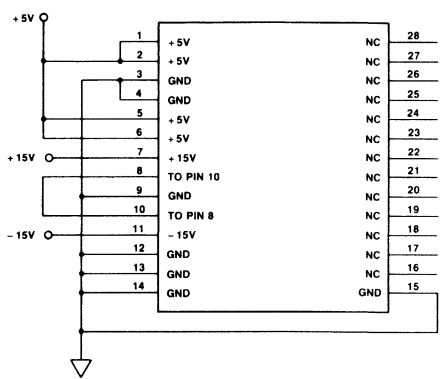 +5V
1 +5V NC 28
2 +5V NC 27
3 GND NC 26
4 GND NC 25
5 +5V NC 24
6 +5V NC 23
+15V 7 +15V NC 22
8 TO PIN 10 NC 21
9 GND NC 20
10 TO PIN 8 NC 19
-15V 11 -15V NC 18
12 GND NC 17
13 GND NC 16
14 GND GND 15